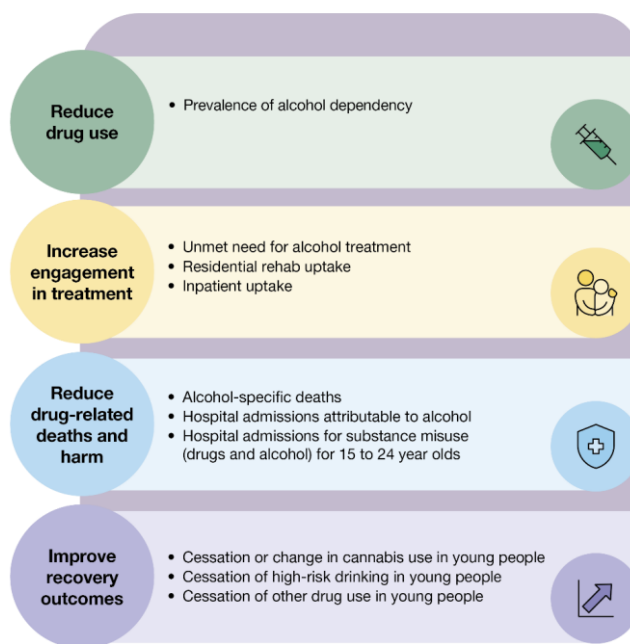 Reduce
drug use
• Prevalence of alcohol dependency
Increase
engagement
in treatment
• Unmet need for alcohol treatment
• Residential rehab uptake
• Inpatient uptake
Reduce
drug-related
deaths and
harm
• Alcohol-specific deaths
• Hospital admissions attributable to alcohol
• Hospital admissions for substance misuse
(drugs and alcohol) for 15 to 24 year olds
Improve
recovery
outcomes
• Cessation or change in cannabis use in young people
• Cessation of high-risk drinking in young people
• Cessation of other drug use in young people